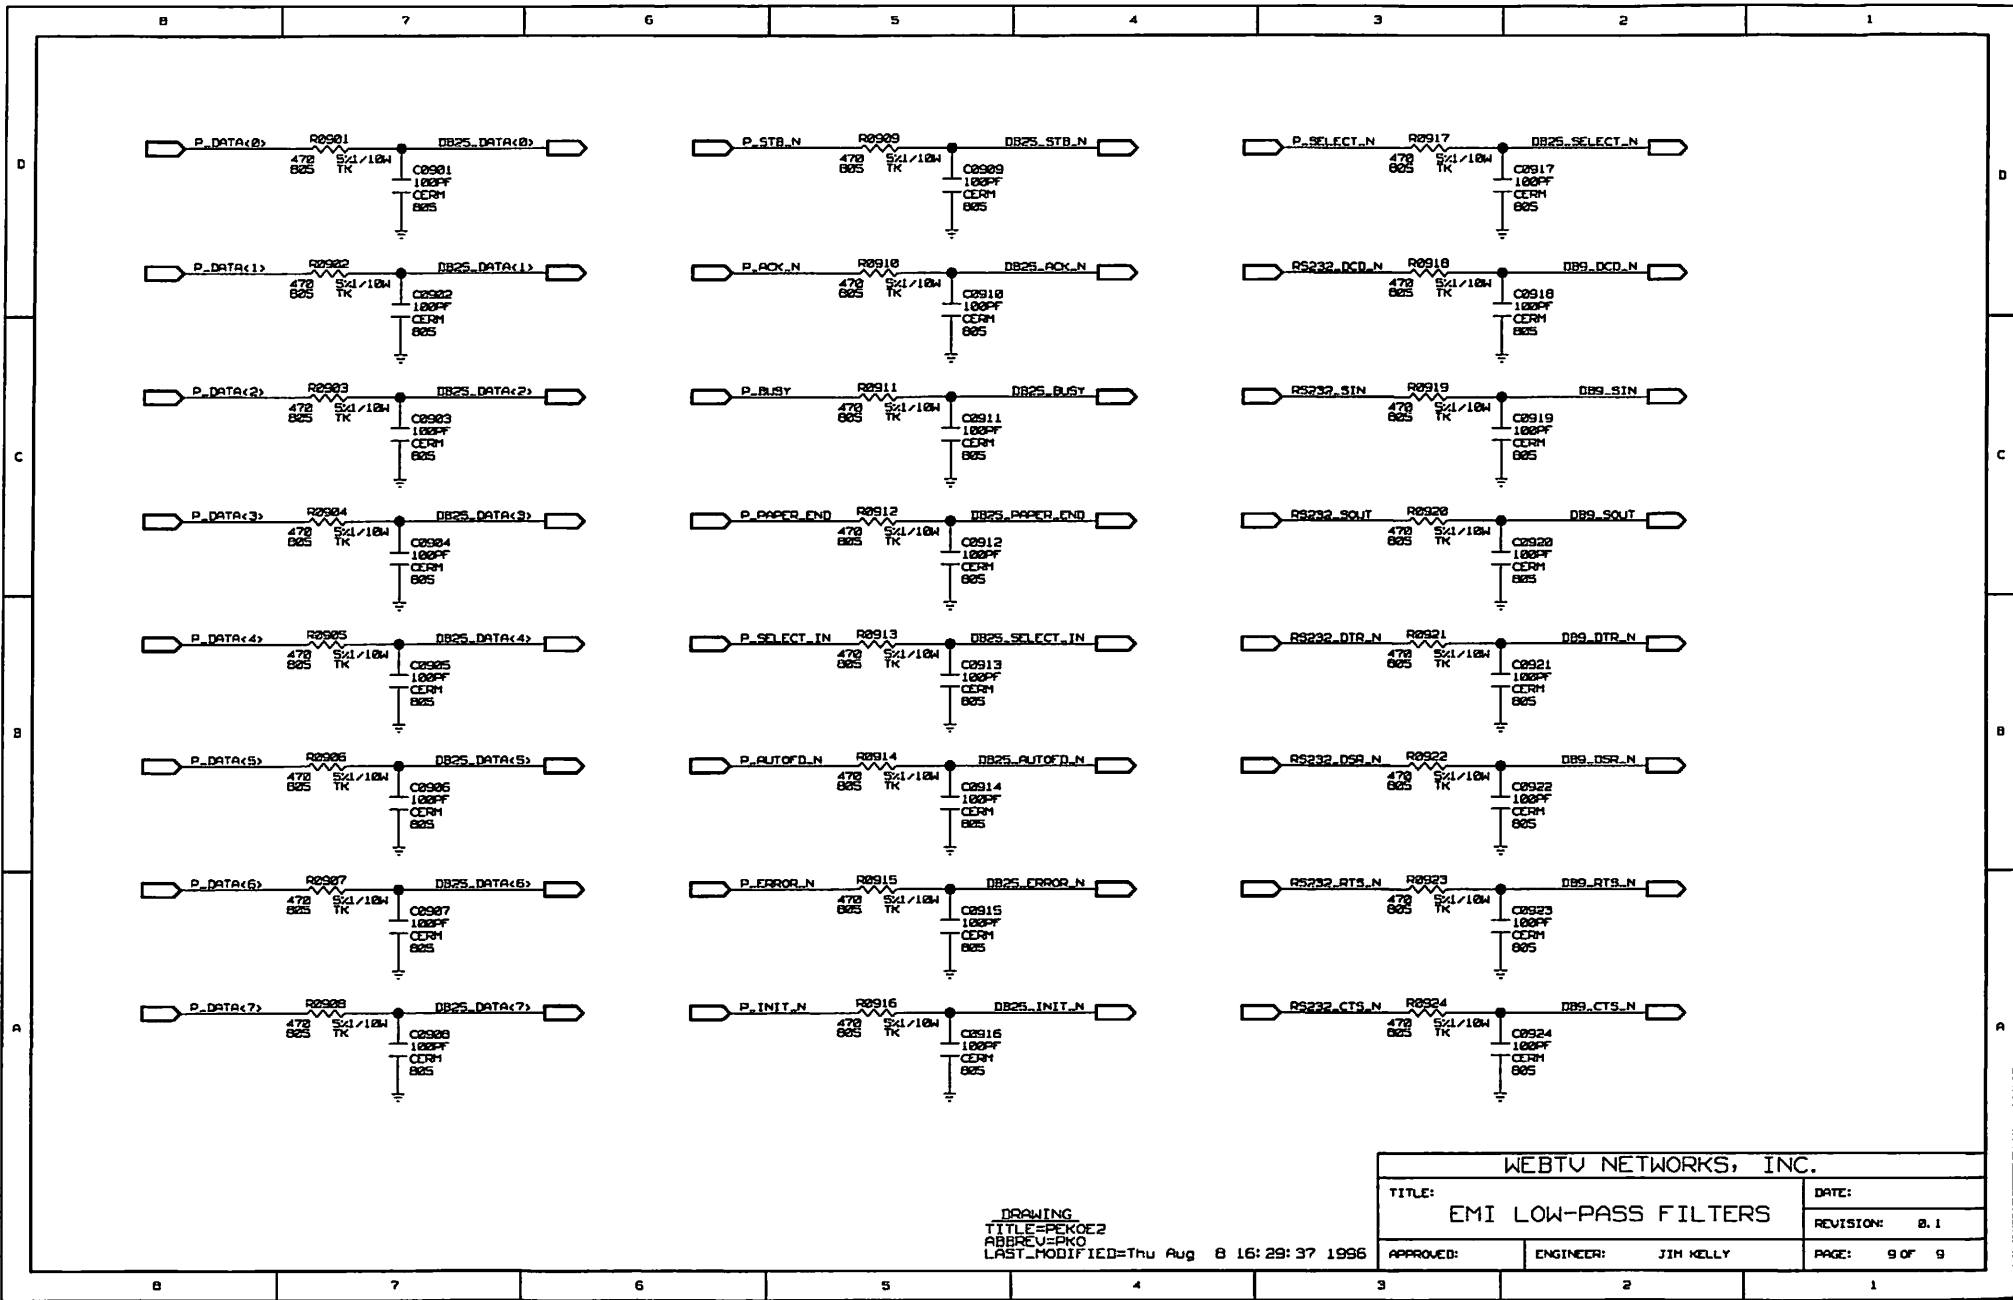 8 7 6 5 4 3 2 1
D D
P_DATA<0> R0901 DB25_DATA<0>
470 5%1/10W
805 TK
C0901
100PF
CERM
805
P_STB_N R0909 DB25_STB_N
470 5%1/10W
805 TK
C0909
100PF
CERM
805
P_SELECT_N R0917 DB25_SELECT_N
470 5%1/10W
805 TK
C0917
100PF
CERM
805
P_DATA<1> R0902 DB25_DATA<1>
470 5%1/10W
805 TK
C0902
100PF
CERM
805
P_ACK_N R0910 DB25_ACK_N
470 5%1/10W
805 TK
C0910
100PF
CERM
805
RS232_DCD_N R0918 DB9_DCD_N
470 5%1/10W
805 TK
C0918
100PF
CERM
805
C C
P_DATA<2> R0903 DB25_DATA<2>
470 5%1/10W
805 TK
C0903
100PF
CERM
805
P_BUSY R0911 DB25_BUSY
470 5%1/10W
805 TK
C0911
100PF
CERM
805
RS232_SIN R0919 DB9_SIN
470 5%1/10W
805 TK
C0919
100PF
CERM
805
P_DATA<3> R0904 DB25_DATA<3>
470 5%1/10W
805 TK
C0904
100PF
CERM
805
P_PAPER_END R0912 DB25_PAPER_END
470 5%1/10W
805 TK
C0912
100PF
CERM
805
RS232_SOUT R0920 DB9_SOUT
470 5%1/10W
805 TK
C0920
100PF
CERM
805
B B
P_DATA<4> R0905 DB25_DATA<4>
470 5%1/10W
805 TK
C0905
100PF
CERM
805
P_SELECT_IN R0913 DB25_SELECT_IN
470 5%1/10W
805 TK
C0913
100PF
CERM
805
RS232_DTR_N R0921 DB9_DTR_N
470 5%1/10W
805 TK
C0921
100PF
CERM
805
P_DATA<5> R0906 DB25_DATA<5>
470 5%1/10W
805 TK
C0906
100PF
CERM
805
P_AUTOFD_N R0914 DB25_AUTOFD_N
470 5%1/10W
805 TK
C0914
100PF
CERM
805
RS232_DSR_N R0922 DB9_DSR_N
470 5%1/10W
805 TK
C0922
100PF
CERM
805
A A
P_DATA<6> R0907 DB25_DATA<6>
470 5%1/10W
805 TK
C0907
100PF
CERM
805
P_ERROR_N R0915 DB25_ERROR_N
470 5%1/10W
805 TK
C0915
100PF
CERM
805
RS232_RTS_N R0923 DB9_RTS_N
470 5%1/10W
805 TK
C0923
100PF
CERM
805
P_DATA<7> R0908 DB25_DATA<7>
470 5%1/10W
805 TK
C0908
100PF
CERM
805
P_INIT_N R0916 DB25_INIT_N
470 5%1/10W
805 TK
C0916
100PF
CERM
805
RS232_CTS_N R0924 DB9_CTS_N
470 5%1/10W
805 TK
C0924
100PF
CERM
805
DRAWING
TITLE=PEKOE2
ABBREV=PKO
LAST_MODIFIED=Thu Aug 8 16:29:37 1996
WEBTV NETWORKS, INC.
TITLE:
EMI LOW-PASS FILTERS
DATE:
REVISION: 0.1
APPROVED:
ENGINEER: JIM KELLY
PAGE: 9 OF 9
8 7 6 5 4 3 2 1